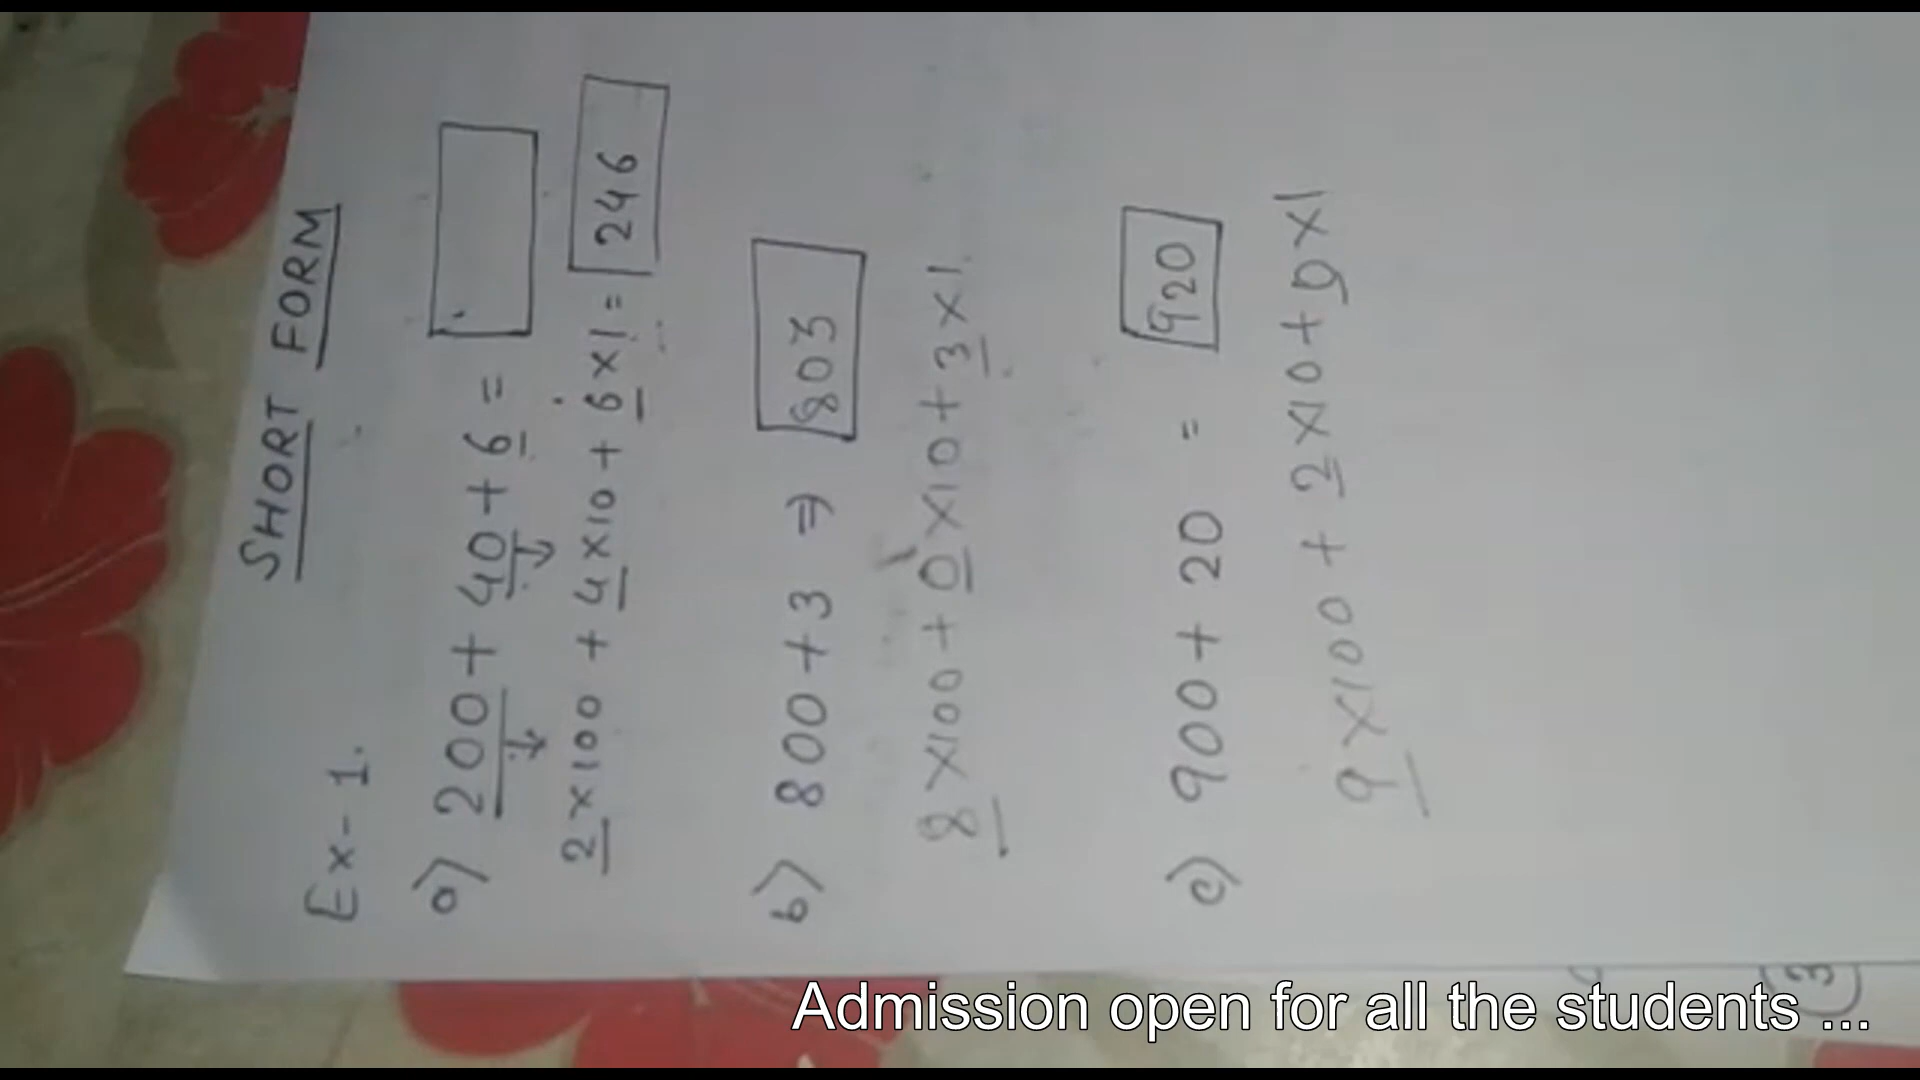 SHORT FORM
Ex-1.
a) 200 + 40 + 6 =
2×100 + 4×10 + 6×1 = 246
b) 800 + 3 ⇒ 803
8×100 + 0×10 + 3×1
c) 900 + 20 = 920
9×100 + 2×10 + 0×1
3
Admission open for all the students ...